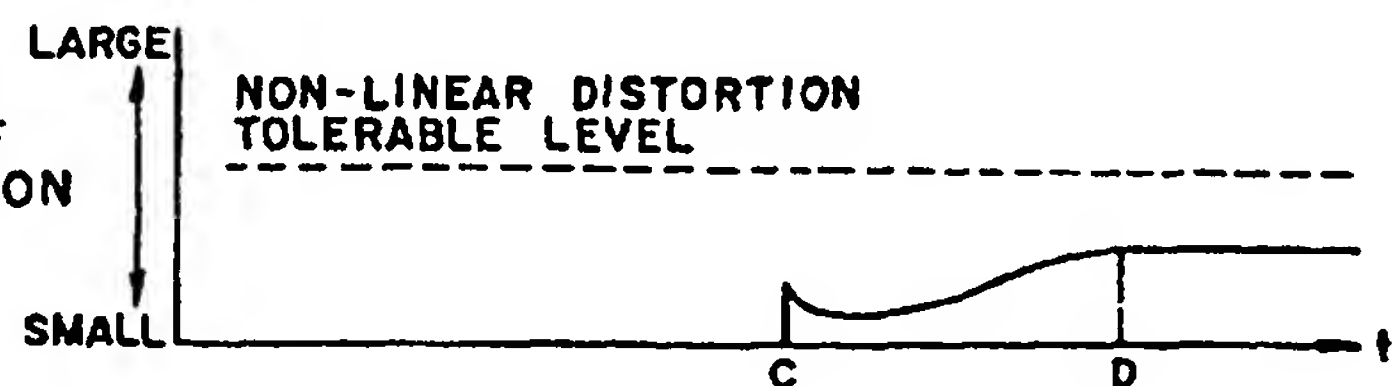 LARGE
NON-LINEAR DISTORTION
TOLERABLE LEVEL
ON
SMALL
t
C
D